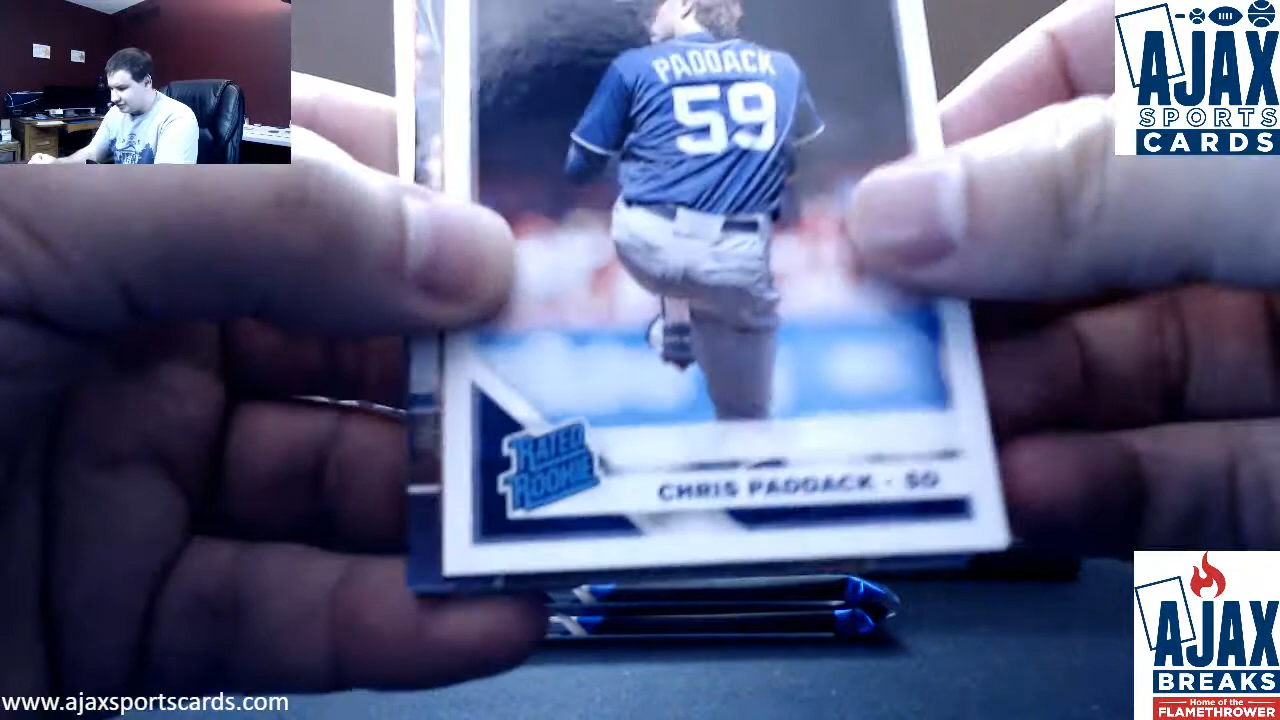 PADDACK
59
RATED
ROOKIE
CHRIS PADDACK - SD
AJAX
SPORTS
CARDS
AJAX
BREAKS
Home of the
FLAMETHROWER
www.ajaxsportscards.com